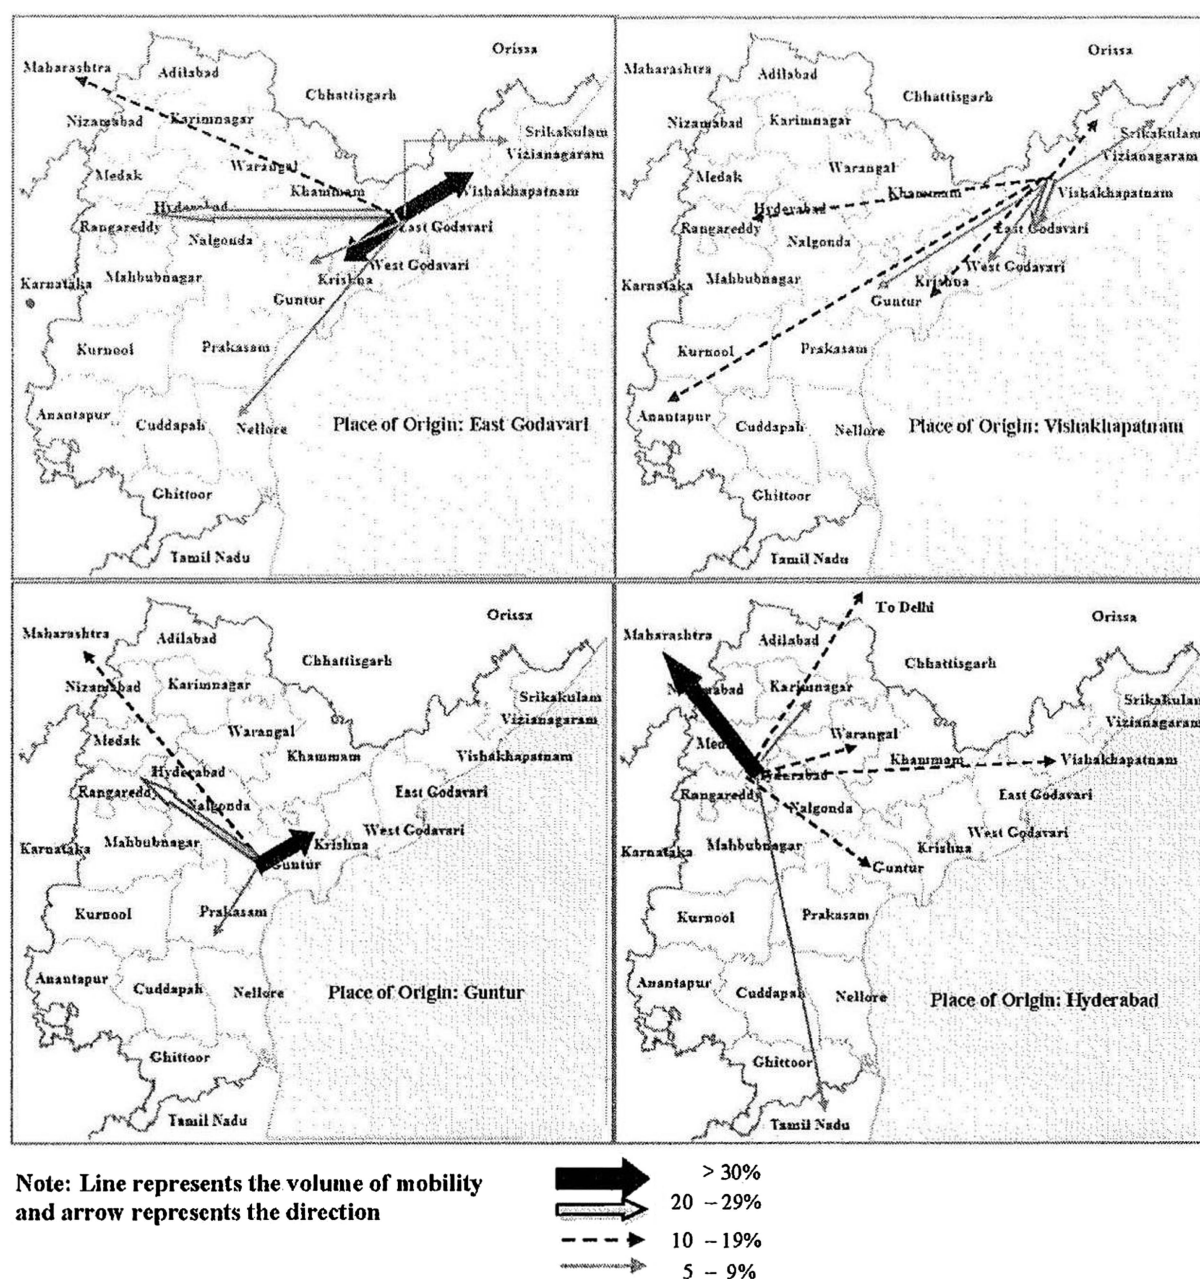 Orissa
Maharashtra
Adilabad
Chhattisgarh
Nizamabad
Karimnagar
Srikakulam
Vizianagaram
Warangal
Medak
Khammam
Vishakhapatnam
Hyderabad
Rangareddy
East Godavari
Nalgonda
West Godavari
Mahbubnagar
Krishna
Karnataka
Guntur
Kurnool
Prakasam
Anantapur
Cuddapah
Nellore
Place of Origin: East Godavari
Ghittoor
Tamil Nadu
Orissa
Maharashtra
Adilabad
Chhattisgarh
Nizamabad
Karimnagar
Srikakulam
Vizianagaram
Warangal
Medak
Khammam
Vishakhapatnam
Hyderabad
Rangareddy
East Godavari
Nalgonda
West Godavari
Mahbubnagar
Krishna
Karnataka
Guntur
Kurnool
Prakasam
Anantapur
Cuddapah
Nellore
Place of Origin: Vishakhapatnam
Ghittoor
Tamil Nadu
Orissa
Maharashtra
Adilabad
Chhattisgarh
Nizamabad
Karimnagar
Srikakulam
Vizianagaram
Warangal
Medak
Khammam
Vishakhapatnam
Hyderabad
Rangareddy
East Godavari
Nalgonda
West Godavari
Mahbubnagar
Krishna
Karnataka
Guntur
Kurnool
Prakasam
Anantapur
Cuddapah
Nellore
Place of Origin: Guntur
Ghittoor
Tamil Nadu
To Delhi
Orissa
Maharashtra
Adilabad
Chhattisgarh
Nizamabad
Karimnagar
Srikakulam
Vizianagaram
Warangal
Medak
Khammam
Vishakhapatnam
Hyderabad
Rangareddy
East Godavari
Nalgonda
West Godavari
Mahbubnagar
Krishna
Karnataka
Guntur
Kurnool
Prakasam
Anantapur
Cuddapah
Nellore
Place of Origin: Hyderabad
Ghittoor
Tamil Nadu
Note: Line represents the volume of mobility
and arrow represents the direction
> 30%
20 – 29%
10 – 19%
5 – 9%